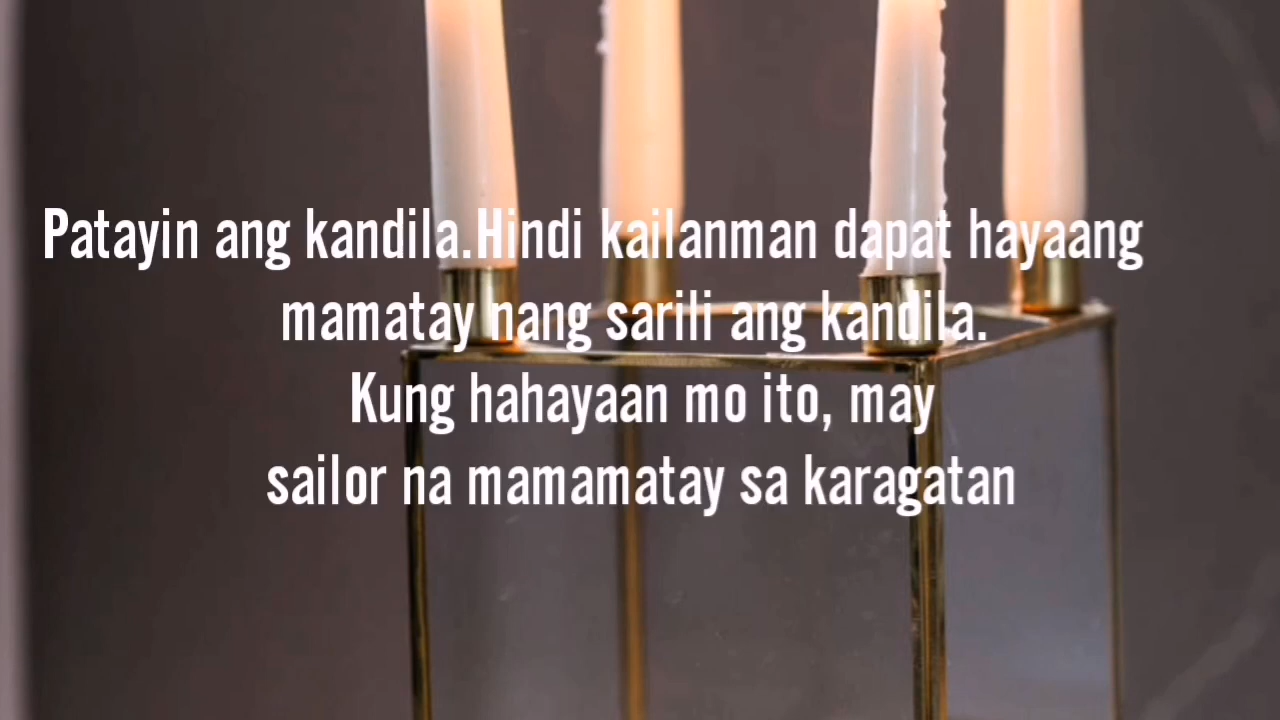 Patayin ang kandila.Hindi kailanman dapat hayaang
mamatay nang sarili ang kandila.
Kung hahayaan mo ito, may
sailor na mamamatay sa karagatan